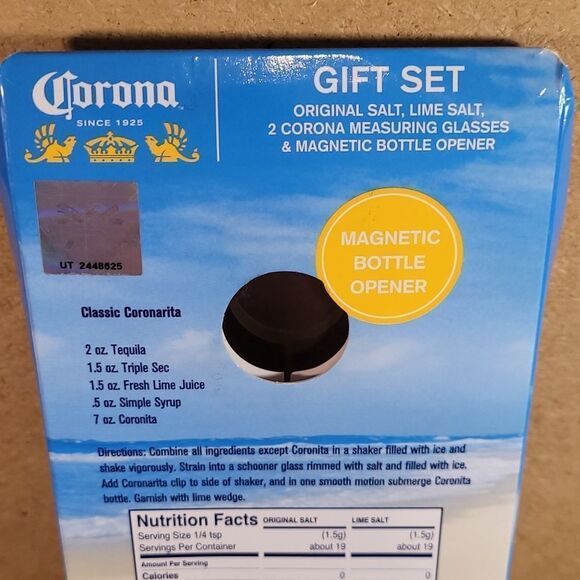 Corona
SINCE 1925
GIFT SET
ORIGINAL SALT, LIME SALT,
2 CORONA MEASURING GLASSES
& MAGNETIC BOTTLE OPENER
UT 2448625
MAGNETIC
BOTTLE
OPENER
Classic Coronarita
2 oz. Tequila
1.5 oz. Triple Sec
1.5 oz. Fresh Lime Juice
.5 oz. Simple Syrup
7 oz. Coronita
Directions: Combine all ingredients except Coronita in a shaker filled with ice and
shake vigorously. Strain into a schooner glass rimmed with salt and filled with ice.
Add Coronarita clip to side of shaker, and in one smooth motion submerge Coronita
bottle. Garnish with lime wedge.
Nutrition Facts ORIGINAL SALT LIME SALT
Serving Size 1/4 tsp (1.5g) (1.5g)
Servings Per Container about 19 about 19
Amount Per Serving
Calories 0 0